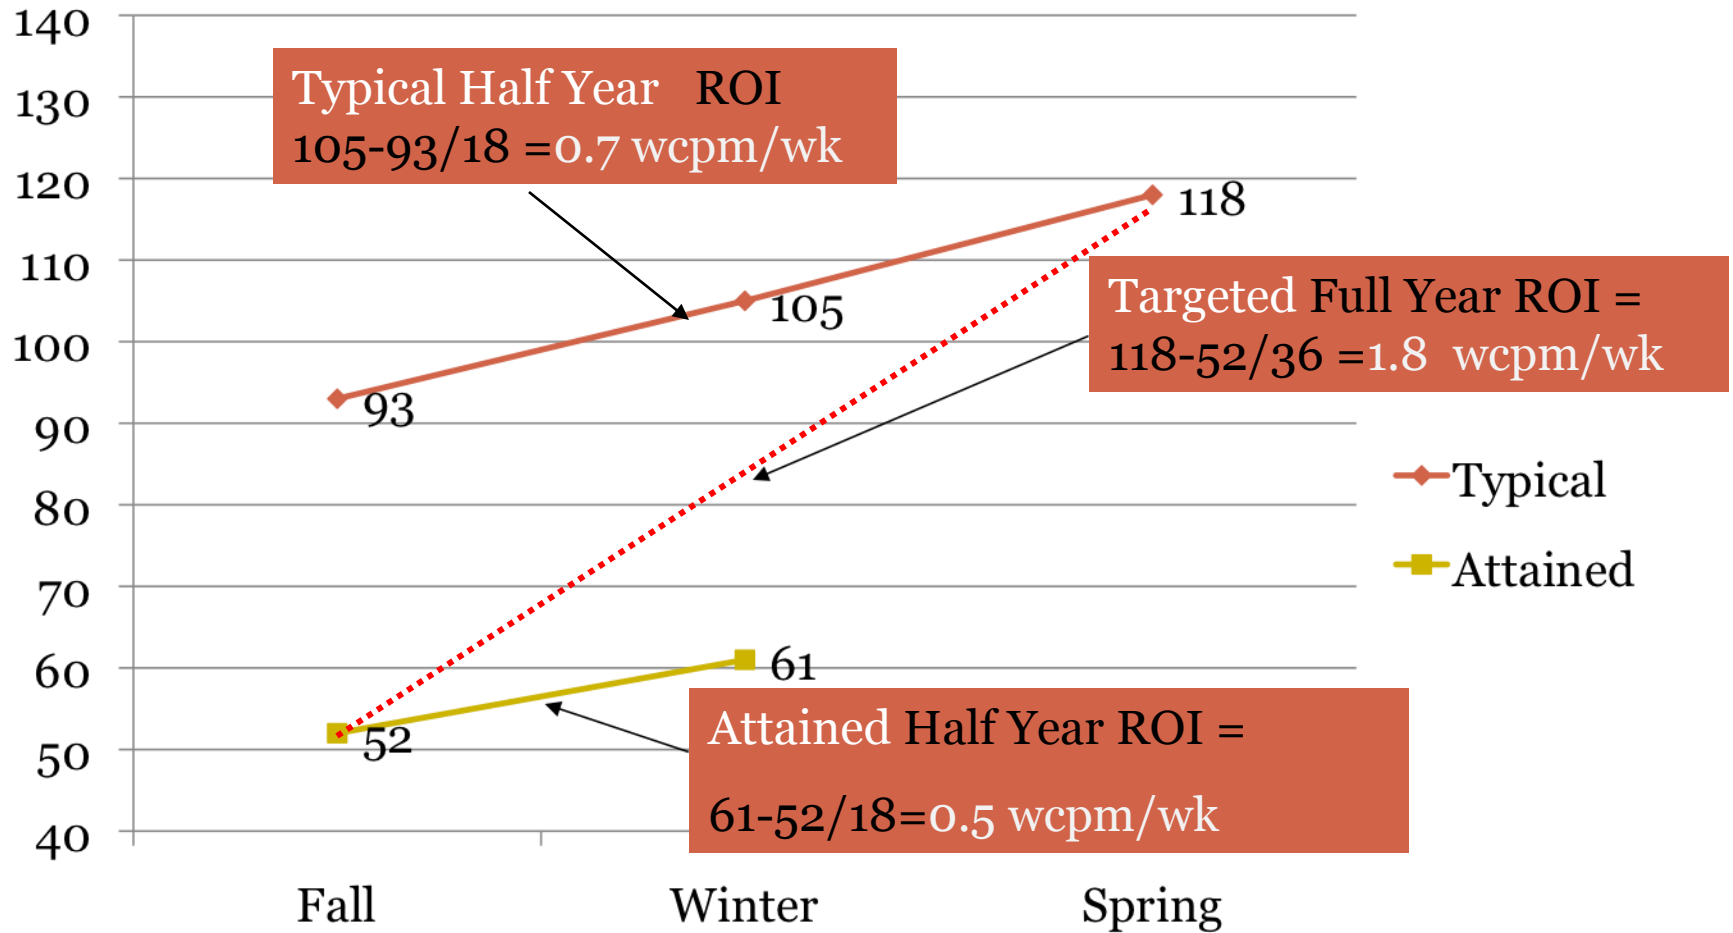 140
130
120
110
100
90
80
70
60
50
40
Typical Half Year ROI
105-93/18 =0.7 wcpm/wk
118
105
93
Targeted Full Year ROI =
118-52/36 =1.8 wcpm/wk
Typical
Attained
61
52
Attained Half Year ROI =
61-52/18=0.5 wcpm/wk
Fall
Winter
Spring